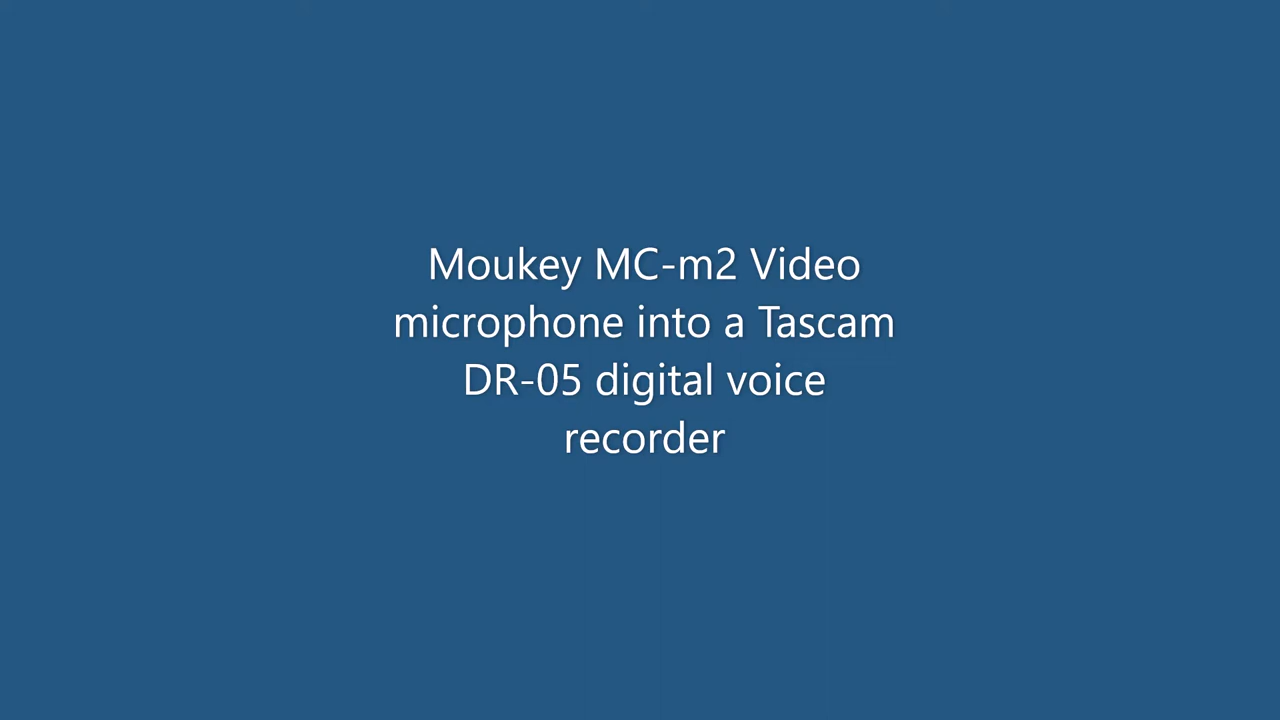 Moukey MC-m2 Video
microphone into a Tascam
DR-05 digital voice
recorder